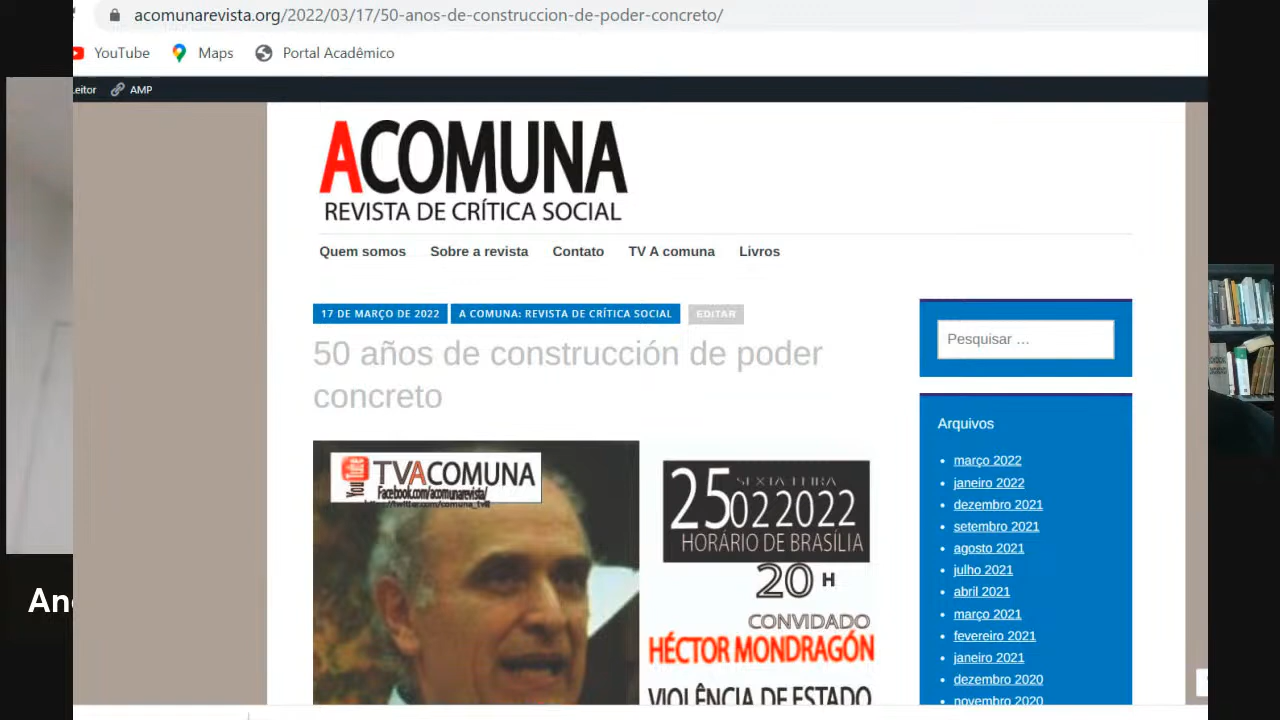 acomunarevista.org/2022/03/17/50-anos-de-construccion-de-poder-concreto/
YouTube
Maps
Portal Acadêmico
Leitor
AMP
ACOMUNA
REVISTA DE CRÍTICA SOCIAL
Quem somos
Sobre a revista
Contato
TV A comuna
Livros
17 DE MARÇO DE 2022
A COMUNA: REVISTA DE CRÍTICA SOCIAL
EDITAR
50 años de construcción de poder
concreto
YouTube
TVACOMUNA
Facebook.com/acomunarevista/
SEXTA FEIRA
25022022
HORÁRIO DE BRASÍLIA
20 H
CONVIDADO
HÉCTOR MONDRAGÓN
VIOLÊNCIA DE ESTADO
Pesquisar ...
Arquivos
março 2022
janeiro 2022
dezembro 2021
setembro 2021
agosto 2021
julho 2021
abril 2021
março 2021
fevereiro 2021
janeiro 2021
dezembro 2020
novembro 2020